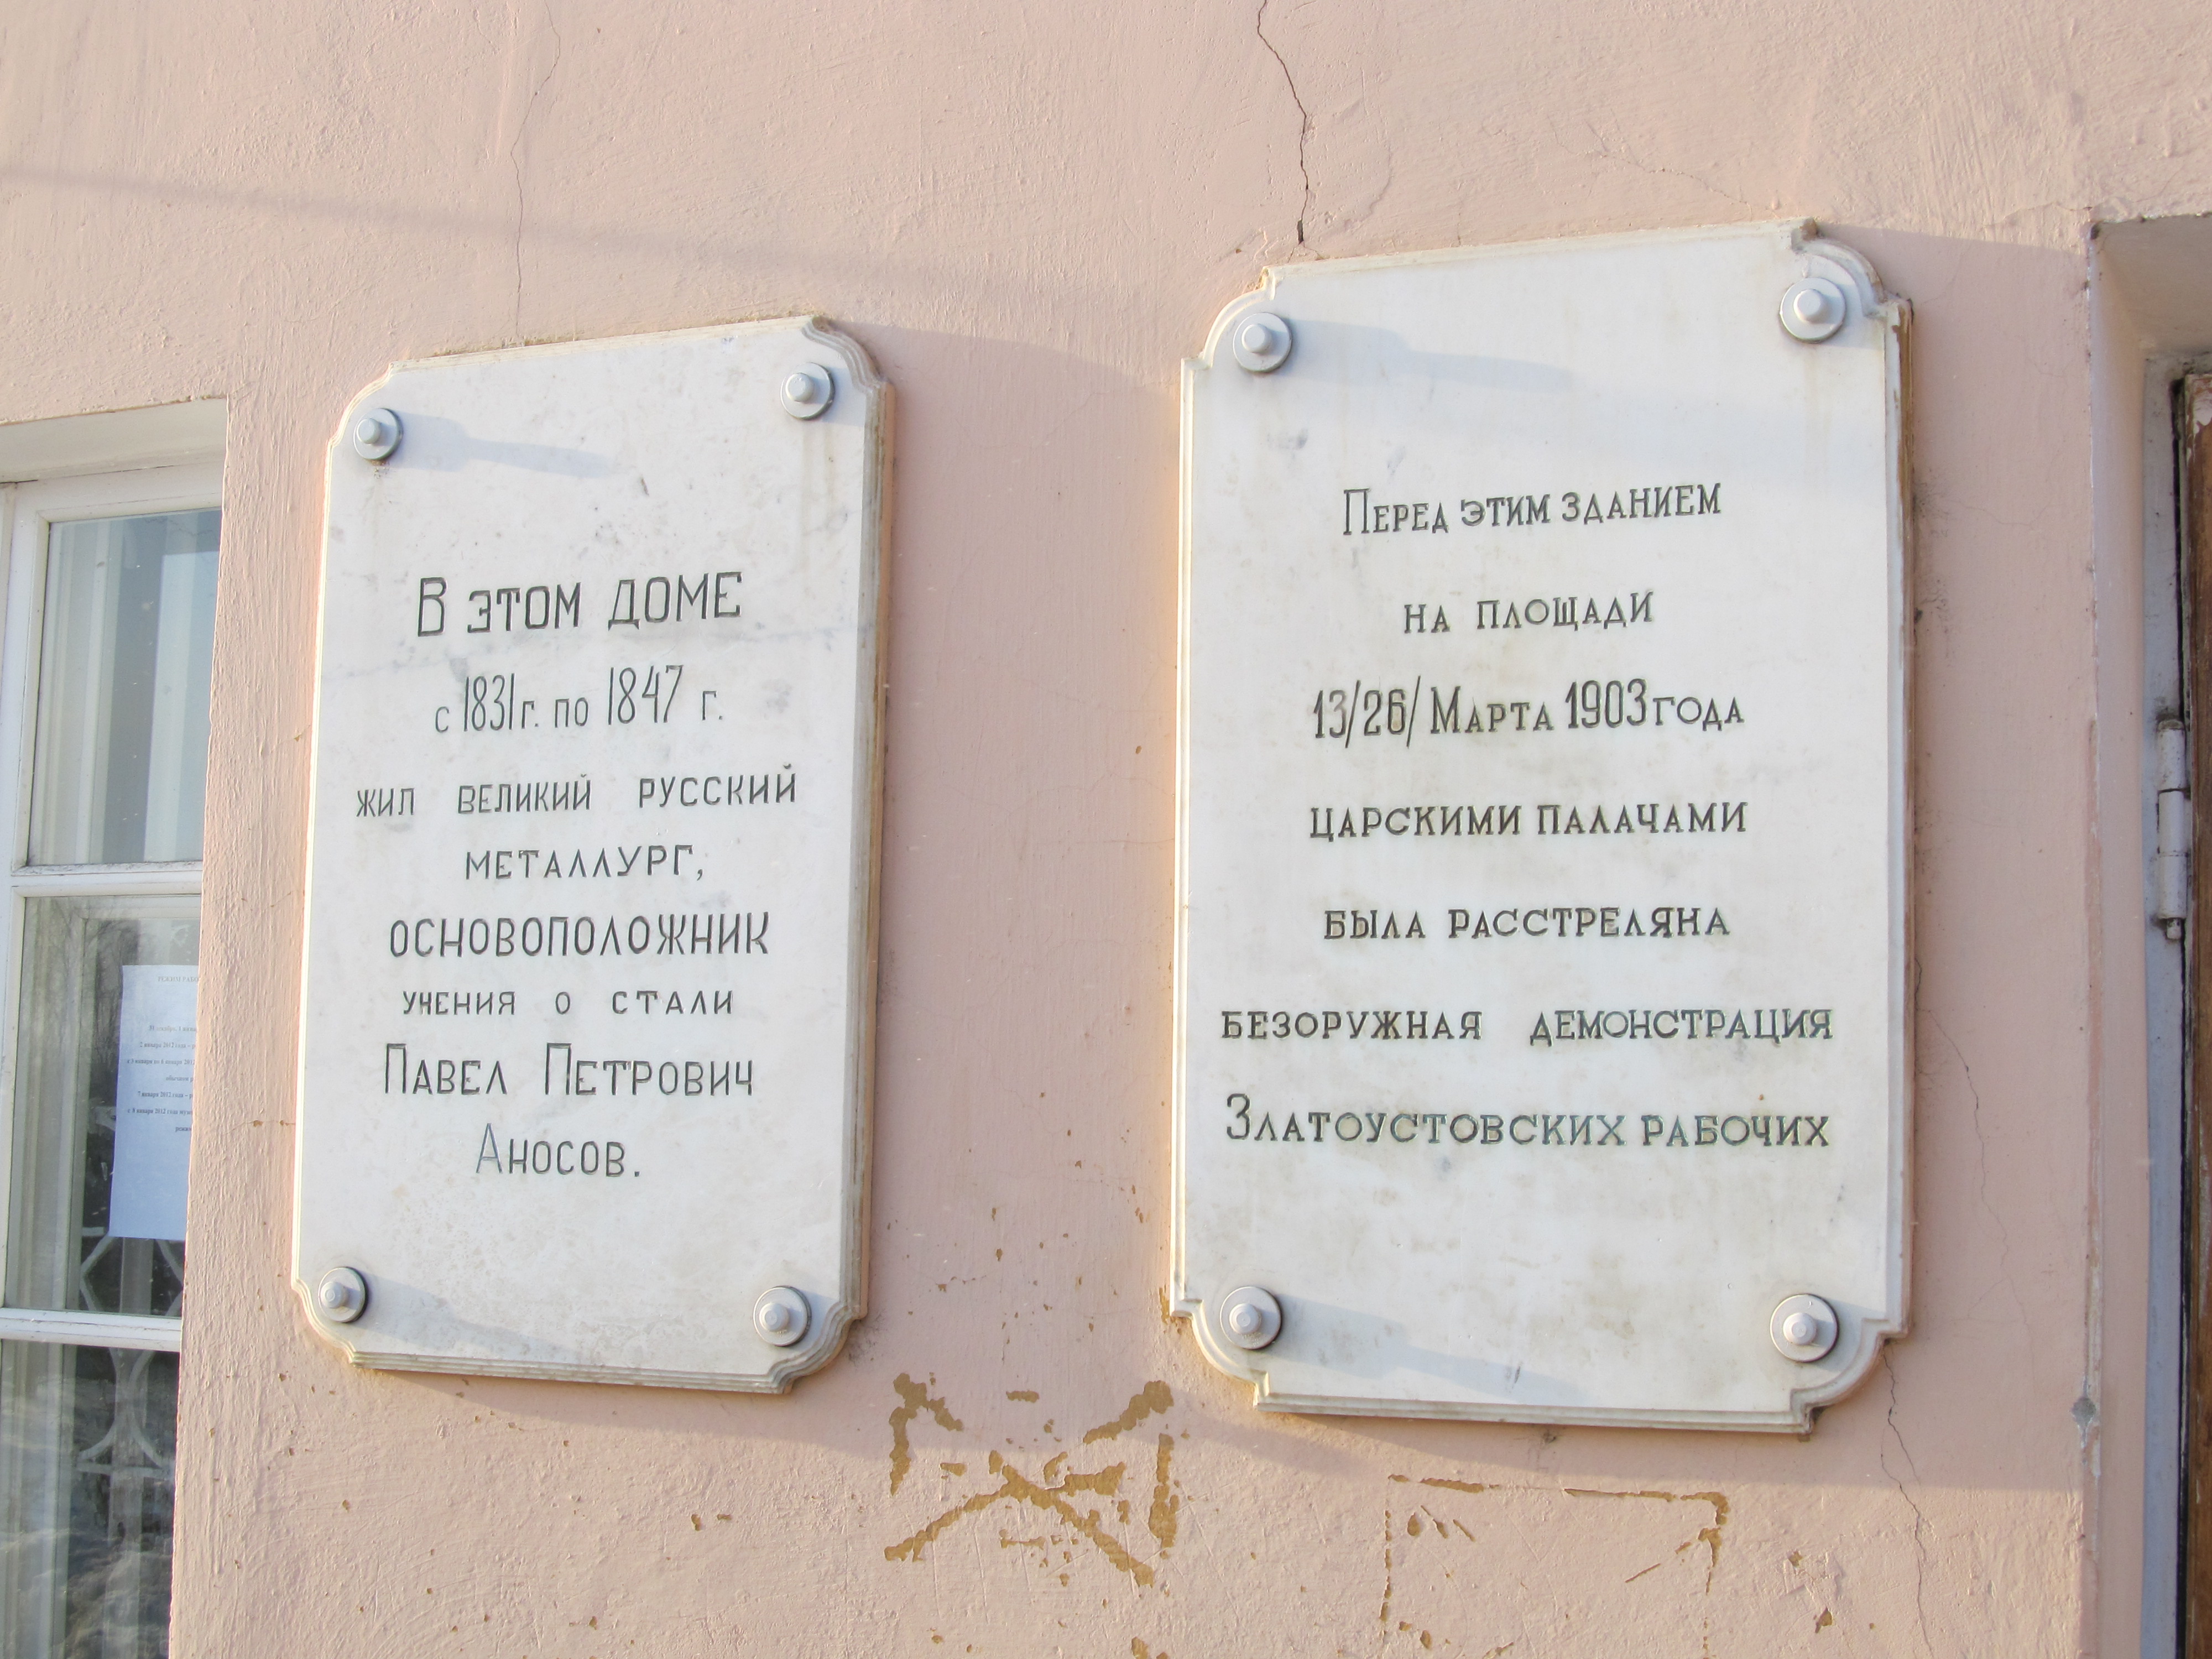 В этом доме
с 1831 г. по 1847 г.
жил великий русский
металлург,
основоположник
учения о стали
Павел Петрович
Аносов.
Перед этим зданием
на площади
13/26/ Марта 1903 года
царскими палачами
была расстреляна
безоружная демонстрация
Златоустовских рабочих